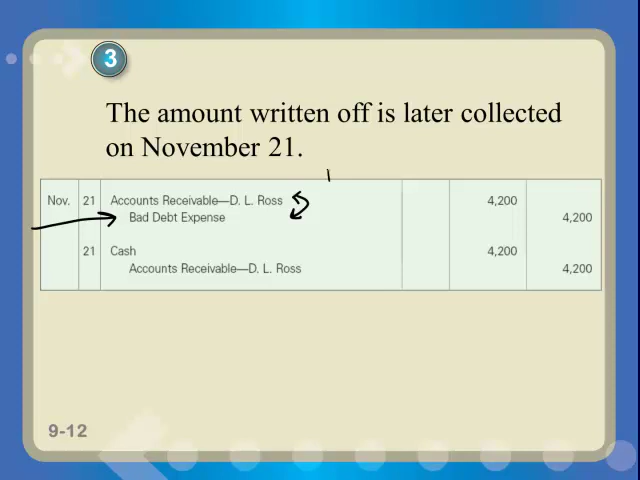 3
The amount written off is later collected
on November 21.
Nov. 21 Accounts Receivable—D. L. Ross 4,200
Bad Debt Expense 4,200
21 Cash 4,200
Accounts Receivable—D. L. Ross 4,200
9-12